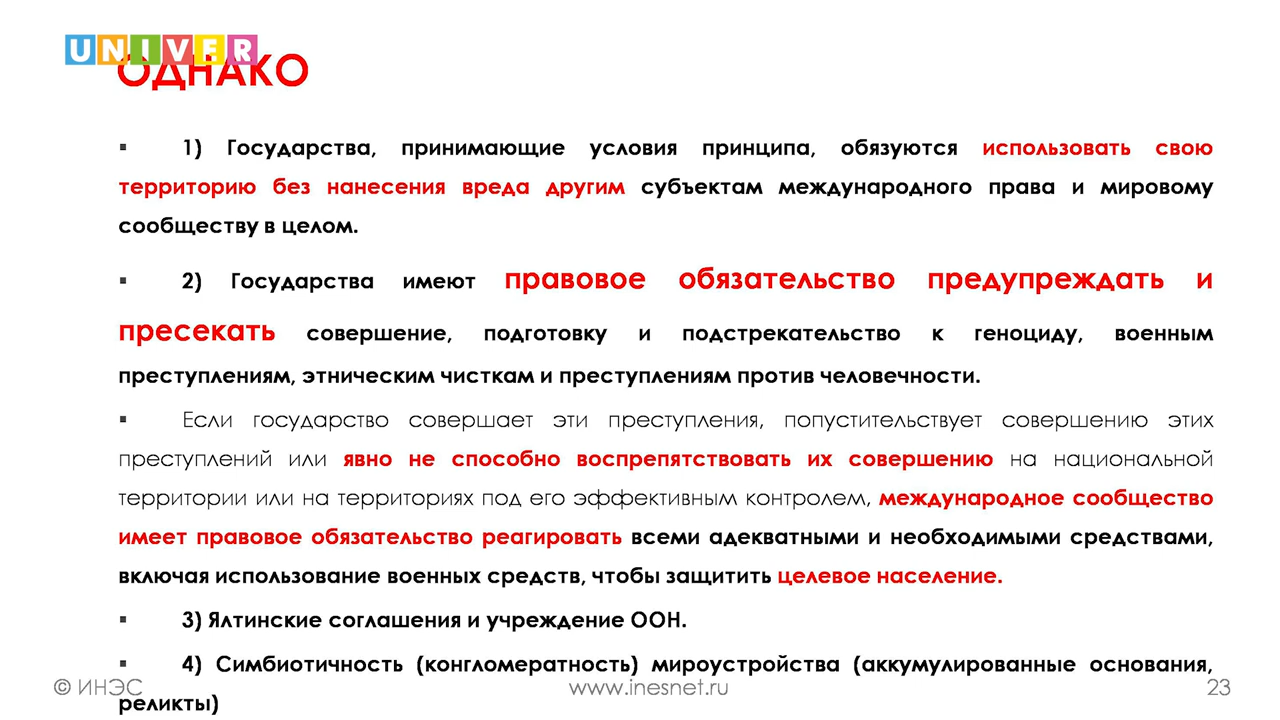 UNIVER
ОДНАКО
▪ 1) Государства, принимающие условия принципа, обязуются использовать свою
территорию без нанесения вреда другим субъектам международного права и мировому
сообществу в целом.
▪ 2) Государства имеют правовое обязательство предупреждать и
пресекать совершение, подготовку и подстрекательство к геноциду, военным
преступлениям, этническим чисткам и преступлениям против человечности.
▪ Если государство совершает эти преступления, попустительствует совершению этих
преступлений или явно не способно воспрепятствовать их совершению на национальной
территории или на территориях под его эффективным контролем, международное сообщество
имеет правовое обязательство реагировать всеми адекватными и необходимыми средствами,
включая использование военных средств, чтобы защитить целевое население.
▪ 3) Ялтинские соглашения и учреждение ООН.
▪ 4) Симбиотичность (конгломератность) мироустройства (аккумулированные основания,
реликты)
© ИНЭС www.inesnet.ru 23